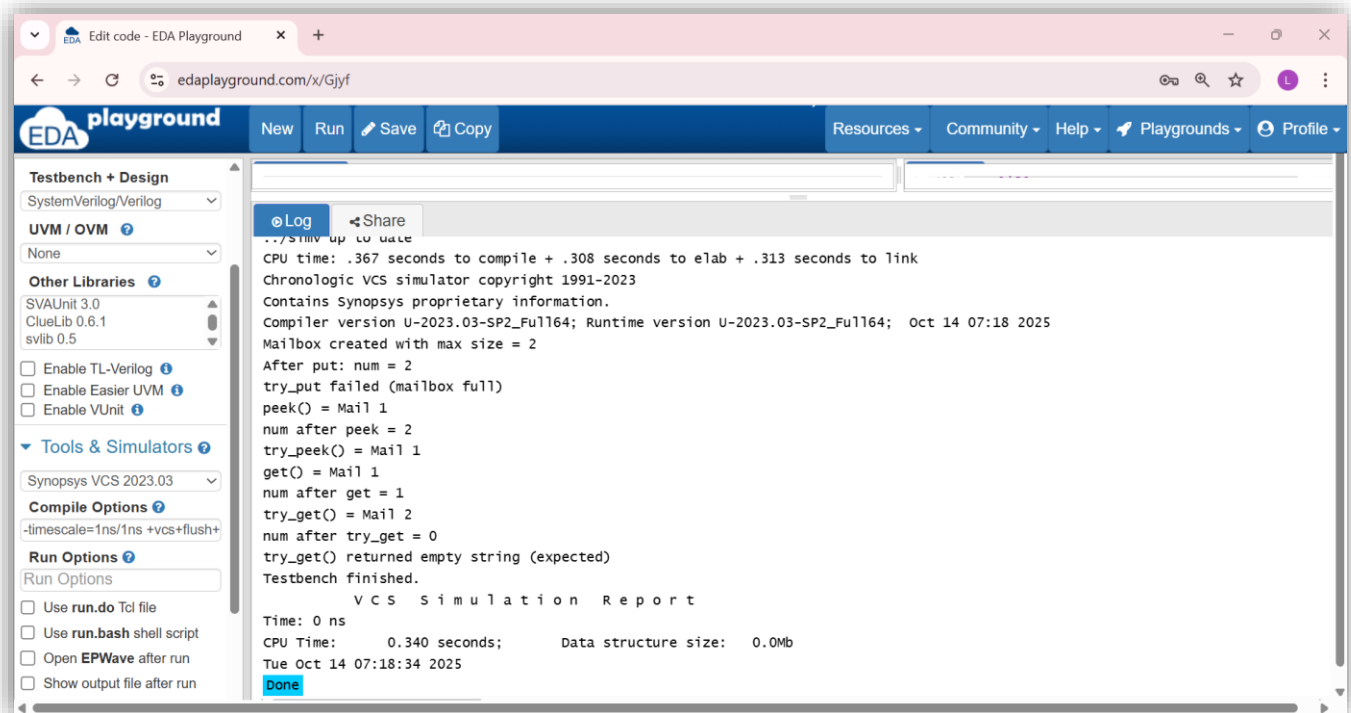 Edit code - EDA Playground
edaplayground.com/x/Gjyf
L
EDA playground
New Run Save Copy
Resources Community Help Playgrounds Profile
Testbench + Design
SystemVerilog/Verilog
UVM / OVM
None
Other Libraries
SVAUnit 3.0
ClueLib 0.6.1
svlib 0.5
Enable TL-Verilog
Enable Easier UVM
Enable VUnit
Tools & Simulators
Synopsys VCS 2023.03
Compile Options
-timescale=1ns/1ns +vcs+flush+
Run Options
Run Options
Use run.do Tcl file
Use run.bash shell script
Open EPWave after run
Show output file after run
Log Share
../simv up to date
CPU time: .367 seconds to compile + .308 seconds to elab + .313 seconds to link
Chronologic VCS simulator copyright 1991-2023
Contains Synopsys proprietary information.
Compiler version U-2023.03-SP2_Full64; Runtime version U-2023.03-SP2_Full64; Oct 14 07:18 2025
Mailbox created with max size = 2
After put: num = 2
try_put failed (mailbox full)
peek() = Mail 1
num after peek = 2
try_peek() = Mail 1
get() = Mail 1
num after get = 1
try_get() = Mail 2
num after try_get = 0
try_get() returned empty string (expected)
Testbench finished.
V C S S i m u l a t i o n R e p o r t
Time: 0 ns
CPU Time: 0.340 seconds; Data structure size: 0.0Mb
Tue Oct 14 07:18:34 2025
Done